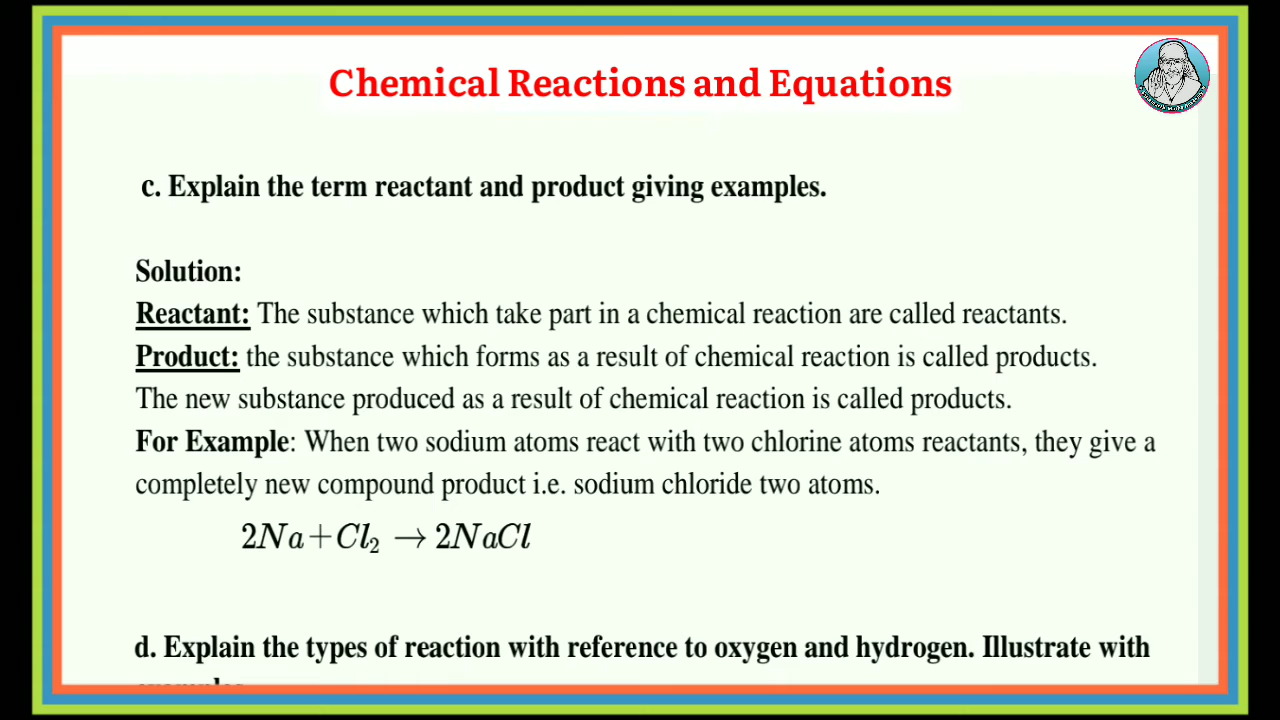 Chemical Reactions and Equations
c. Explain the term reactant and product giving examples.
Solution:
Reactant: The substance which take part in a chemical reaction are called reactants.
Product: the substance which forms as a result of chemical reaction is called products.
The new substance produced as a result of chemical reaction is called products.
For Example: When two sodium atoms react with two chlorine atoms reactants, they give a
completely new compound product i.e. sodium chloride two atoms.
2Na+Cl₂ → 2NaCl
d. Explain the types of reaction with reference to oxygen and hydrogen. Illustrate with